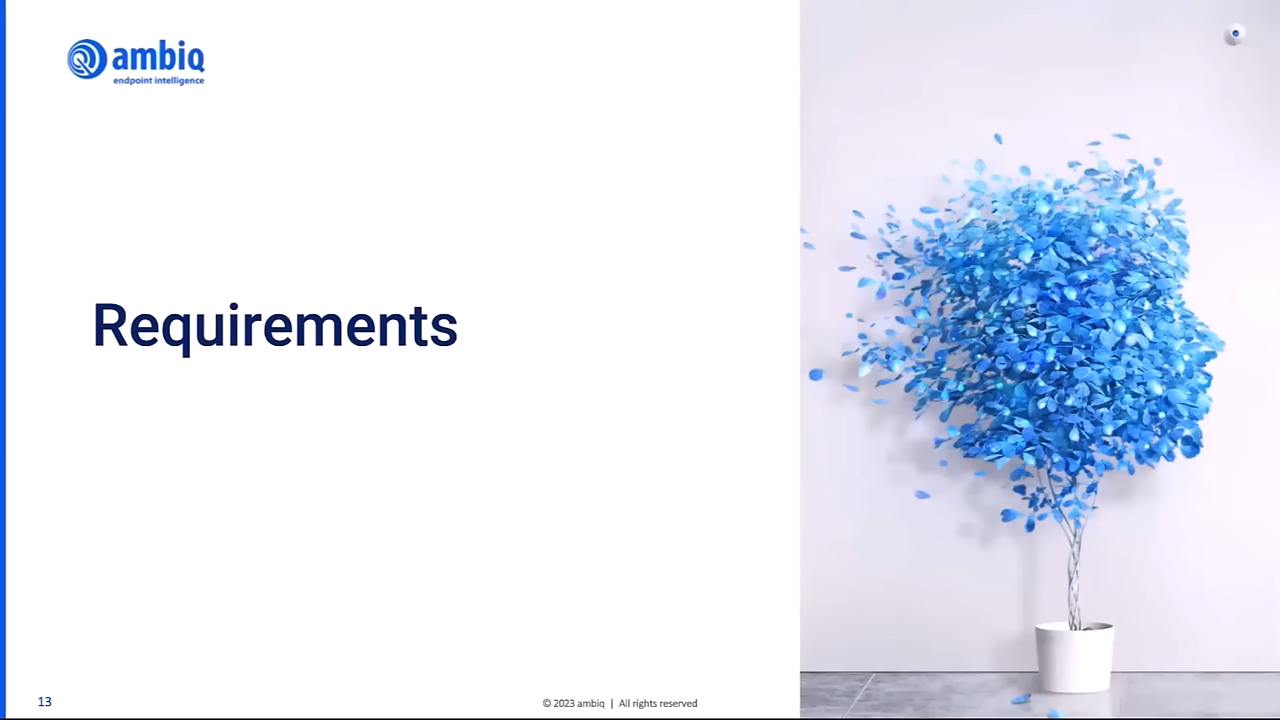 ambiq
endpoint intelligence
Requirements
13
© 2023 ambiq | All rights reserved